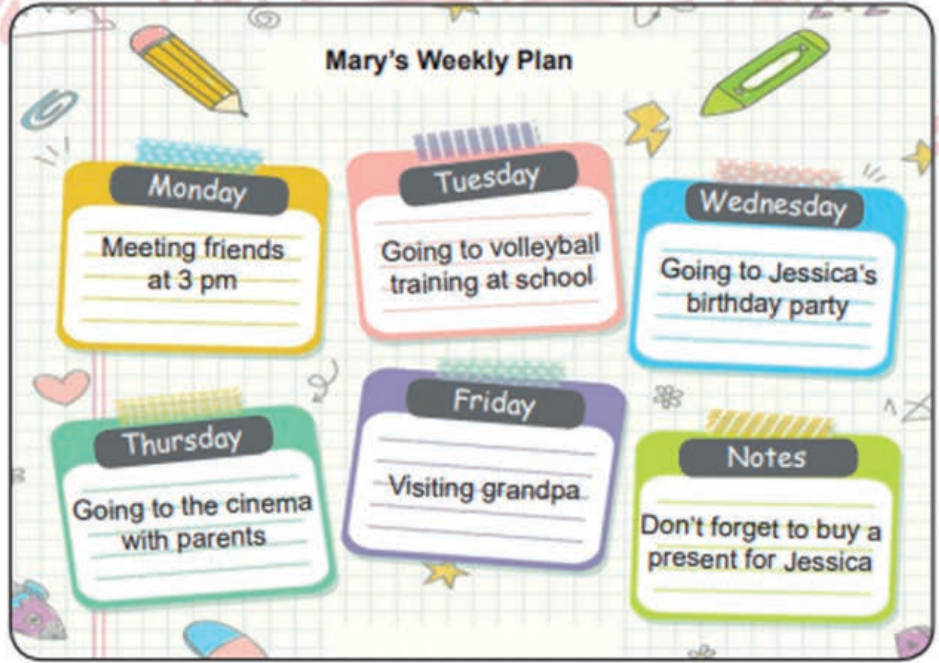 Mary's Weekly Plan
Monday
Meeting friends
at 3 pm
Tuesday
Going to volleyball
training at school
Wednesday
Going to Jessica's
birthday party
Thursday
Going to the cinema
with parents
Friday
Visiting grandpa
Notes
Don't forget to buy a
present for Jessica